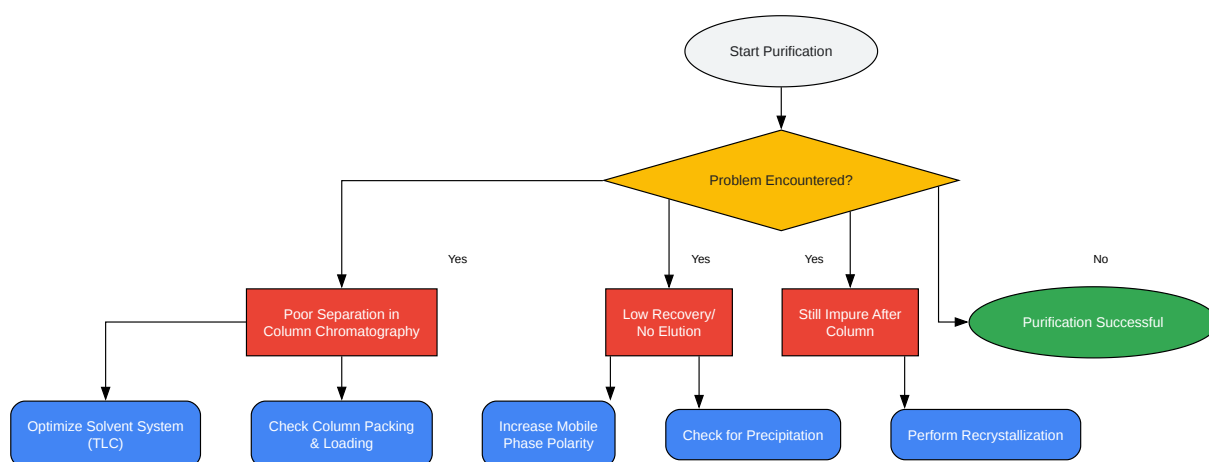 Start Purification
Problem Encountered?
Yes
Yes
Yes
No
Poor Separation in
Column Chromatography
Low Recovery/
No Elution
Still Impure After
Column
Purification Successful
Optimize Solvent System
(TLC)
Check Column Packing
& Loading
Increase Mobile
Phase Polarity
Check for Precipitation
Perform Recrystallization